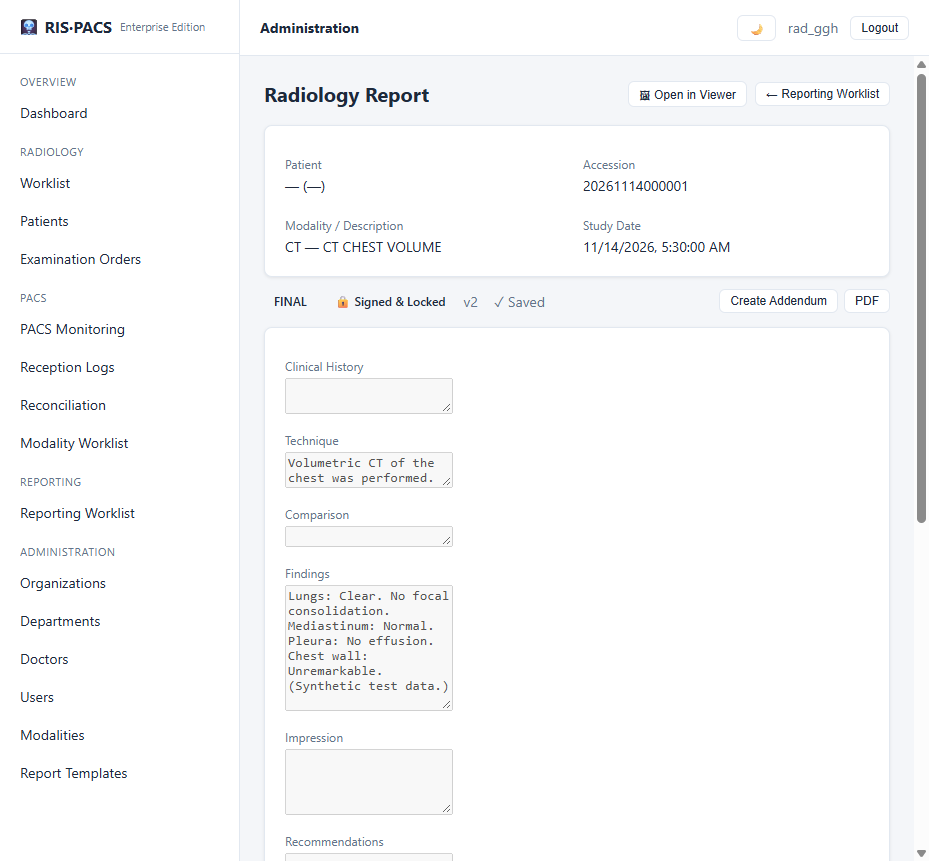 RIS·PACS Enterprise Edition
Administration
🌙 rad_ggh Logout
OVERVIEW
Dashboard
RADIOLOGY
Worklist
Patients
Examination Orders
PACS
PACS Monitoring
Reception Logs
Reconciliation
Modality Worklist
REPORTING
Reporting Worklist
ADMINISTRATION
Organizations
Departments
Doctors
Users
Modalities
Report Templates
Radiology Report
Open in Viewer
← Reporting Worklist
Patient
— (—)
Accession
20261114000001
Modality / Description
CT — CT CHEST VOLUME
Study Date
11/14/2026, 5:30:00 AM
FINAL 🔒 Signed & Locked v2 ✓ Saved
Create Addendum PDF
Clinical History
Technique
Volumetric CT of the
chest was performed.
Comparison
Findings
Lungs: Clear. No focal
consolidation.
Mediastinum: Normal.
Pleura: No effusion.
Chest wall:
Unremarkable.
(Synthetic test data.)
Impression
Recommendations